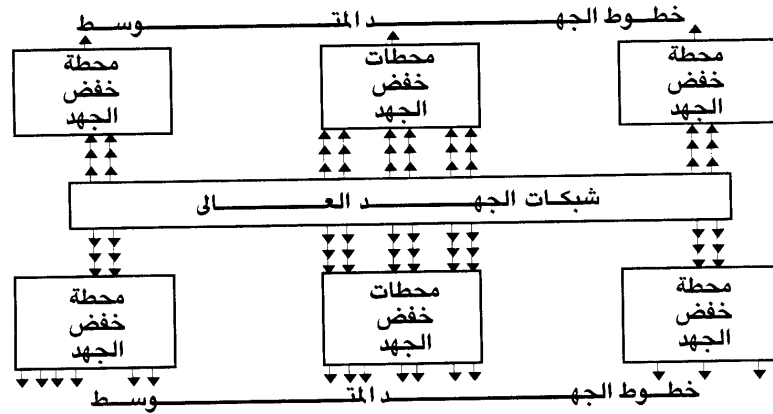 خطوط الجهد المتوسط
محطة
خفض
الجهد
محطات
خفض
الجهد
محطة
خفض
الجهد
شبكات الجهد العالى
محطة
خفض
الجهد
محطات
خفض
الجهد
محطة
خفض
الجهد
خطوط الجهد المتوسط